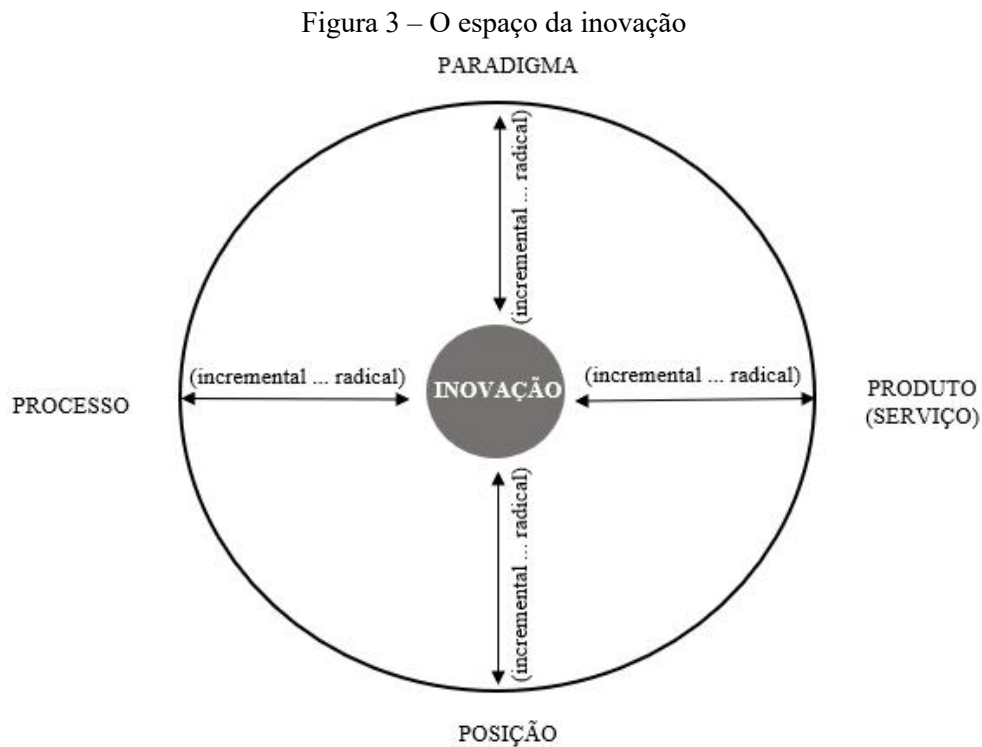 Figura 3 – O espaço da inovação
PARADIGMA
(incremental ... radical)
(incremental ... radical)
INOVAÇÃO
(incremental ... radical)
PROCESSO
PRODUTO
(SERVIÇO)
(incremental ... radical)
POSIÇÃO